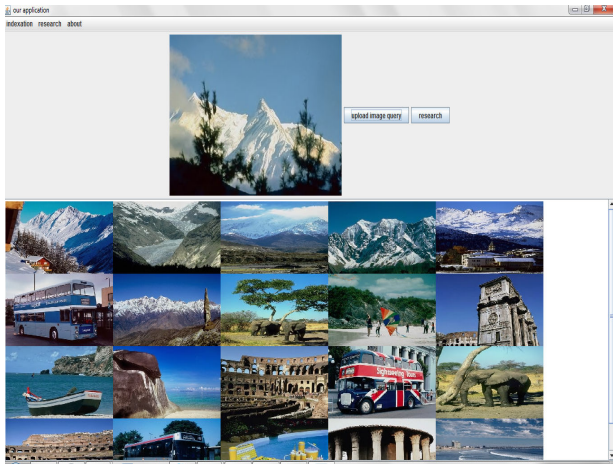 our application
indexation research about
upload image query research
Sightseeing Tours